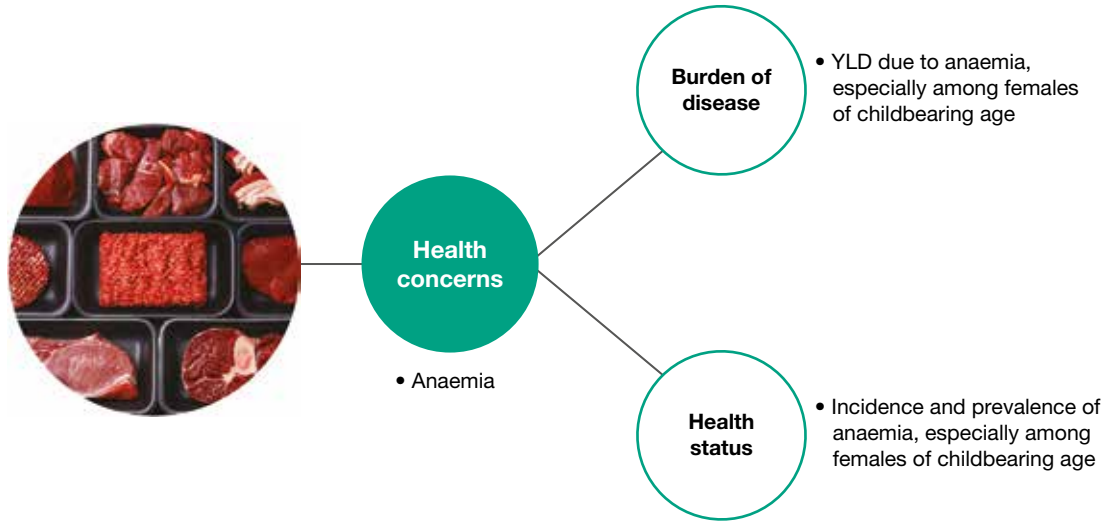 Health
concerns
• Anaemia
Burden of
disease
• YLD due to anaemia,
especially among females
of childbearing age
Health
status
• Incidence and prevalence of
anaemia, especially among
females of childbearing age